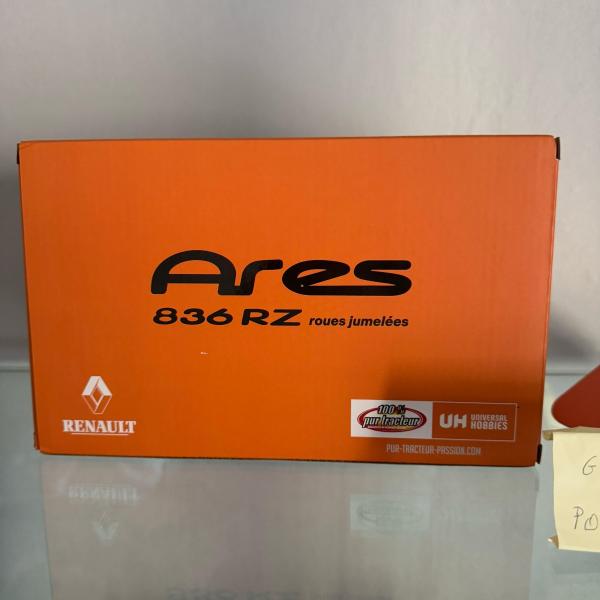 Ares
836 RZ roues jumelées
RENAULT
100 %
pur tracteur
UH UNIVERSAL
HOBBIES
PUR-TRACTEUR-PASSION.COM
G